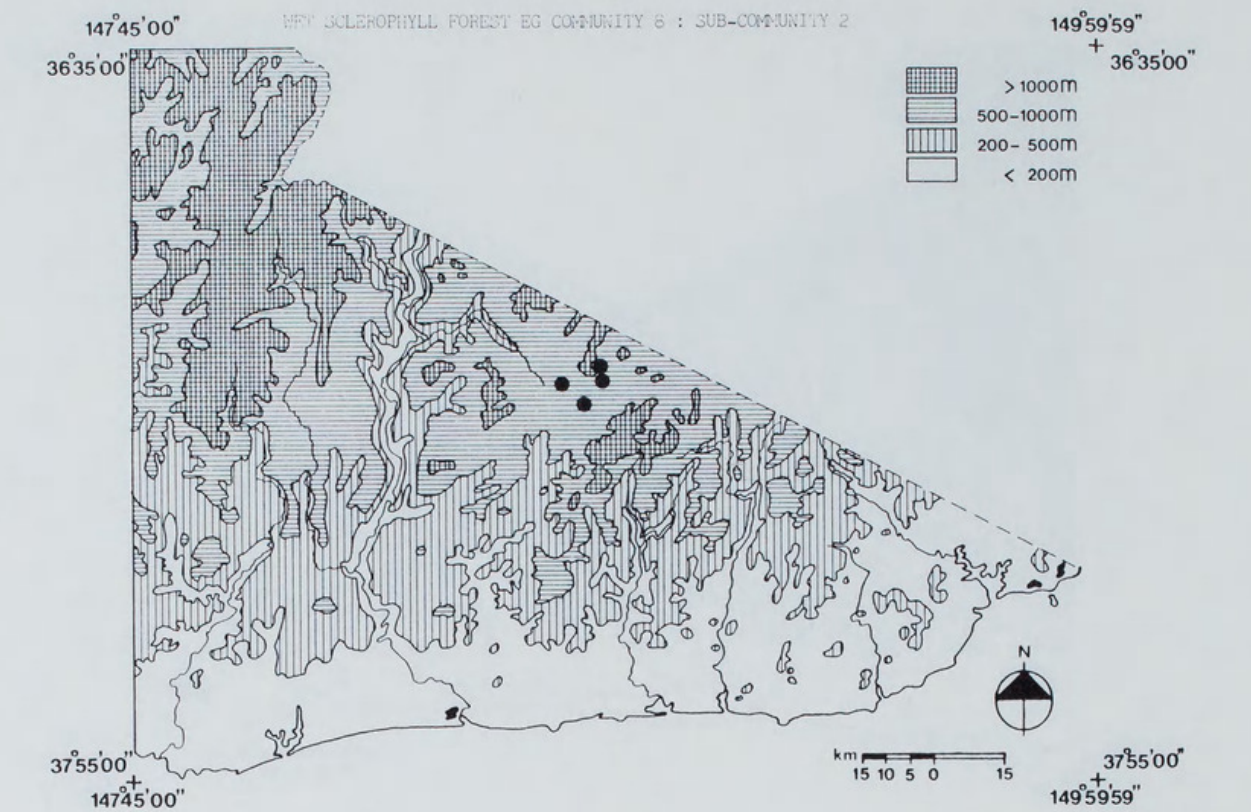 WET SCLEROPHYLL FOREST EG COMMUNITY 8 : SUB-COMMUNITY 2
147°45'00"
36°35'00"
149°59'59"
36°35'00"
> 1000m
500-1000m
200-500m
< 200m
N
km
15 10 5 0 15
37°55'00"
147°45'00"
37°55'00"
149°59'59"